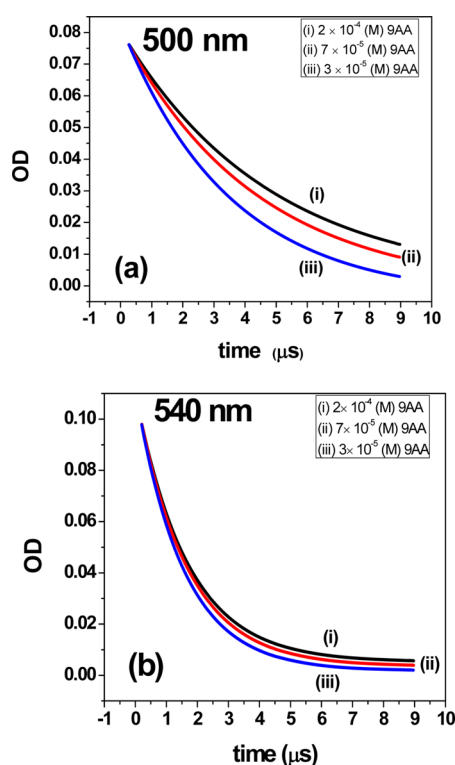 500 nm
(i) 2 × 10⁻⁴ (M) 9AA
(ii) 7 × 10⁻⁵ (M) 9AA
(iii) 3 × 10⁻⁵ (M) 9AA
0.08
0.07
0.06
0.05
0.04
0.03
0.02
0.01
0.00
OD
(i)
(ii)
(iii)
(a)
-1 0 1 2 3 4 5 6 7 8 9 10
time (μs)
540 nm
(i) 2× 10⁻⁴ (M) 9AA
(ii) 7× 10⁻⁵ (M) 9AA
(iii) 3× 10⁻⁵ (M) 9AA
0.10
0.08
0.06
0.04
0.02
0.00
OD
(i)
(ii)
(iii)
(b)
-1 0 1 2 3 4 5 6 7 8 9 10
time (μs)